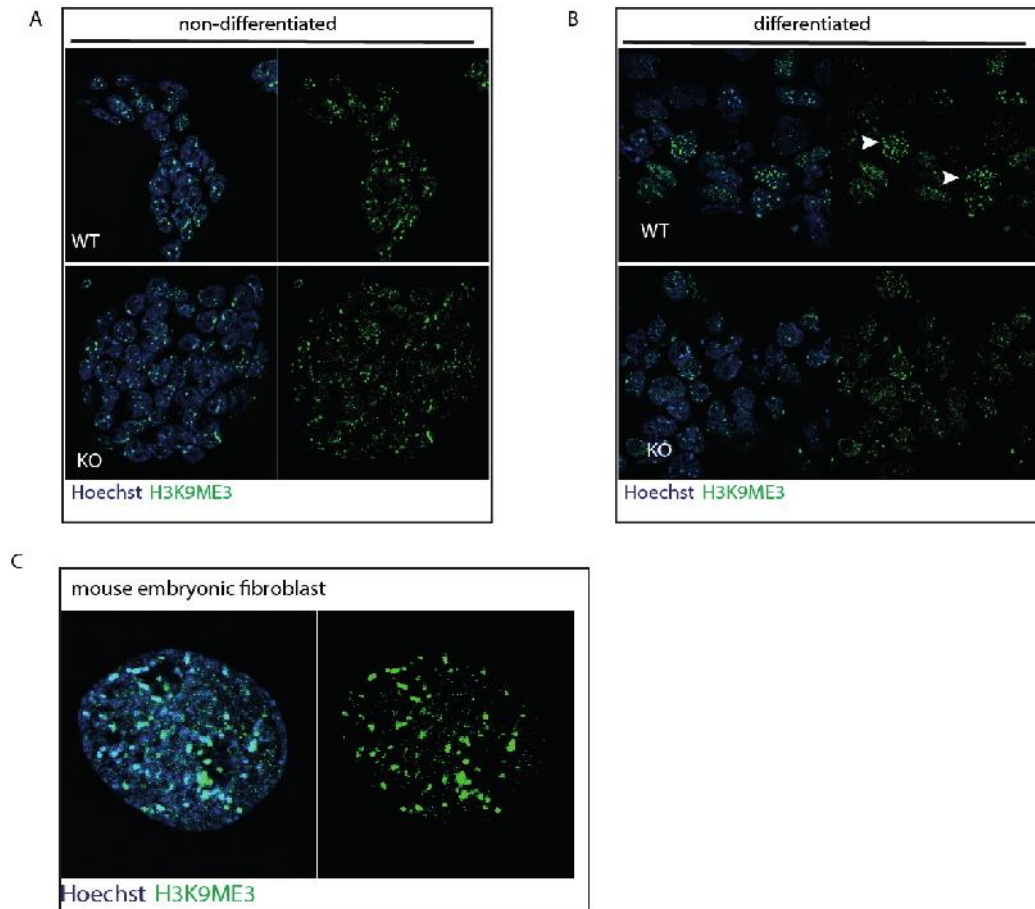 A
non-differentiated
WT
KO
Hoechst H3K9ME3
B
differentiated
WT
KO
Hoechst H3K9ME3
C
mouse embryonic fibroblast
Hoechst H3K9ME3